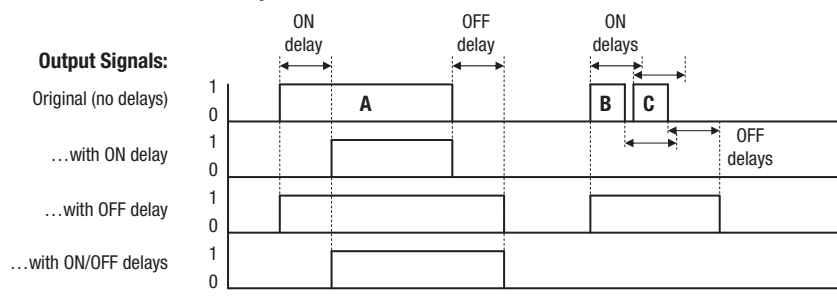 ON
delay
OFF
delay
ON
delays
Output Signals:
Original (no delays)
1
0
A
B
C
OFF
delays
…with ON delay
1
0
…with OFF delay
1
0
…with ON/OFF delays
1
0